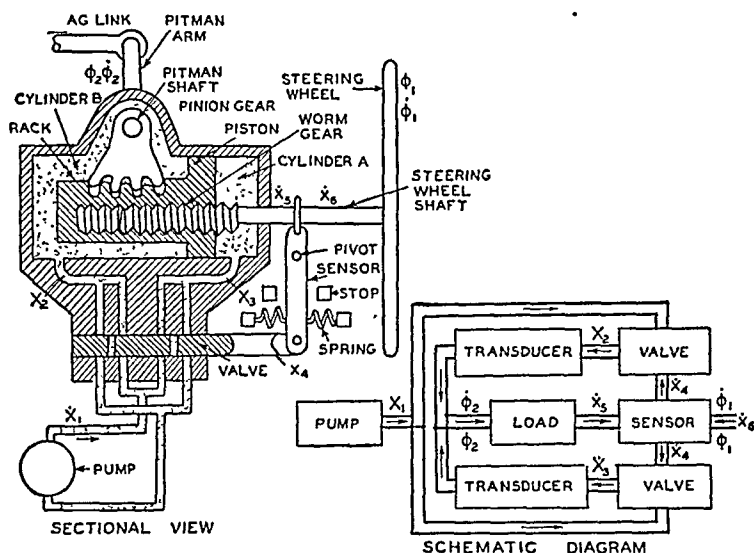 AG LINK
PITMAN
ARM
ϕ2 ϕ̇2
PITMAN
SHAFT
CYLINDER B
PINION GEAR
RACK
PISTON
WORM
GEAR
CYLINDER A
STEERING
WHEEL
ϕ1
ϕ̇1
Ẋ5
Ẋ6
STEERING
WHEEL
SHAFT
PIVOT
SENSOR
X2
X3
STOP
SPRING
VALVE
X4
Ẋ1
PUMP
SECTIONAL VIEW
TRANSDUCER
X2
VALVE
Ẋ4
PUMP
X1
ϕ̇2
ϕ2
LOAD
Ẋ5
SENSOR
ϕ̇1
Ẋ6
ϕ1
Ẋ4
TRANSDUCER
Ẋ3
VALVE
SCHEMATIC DIAGRAM